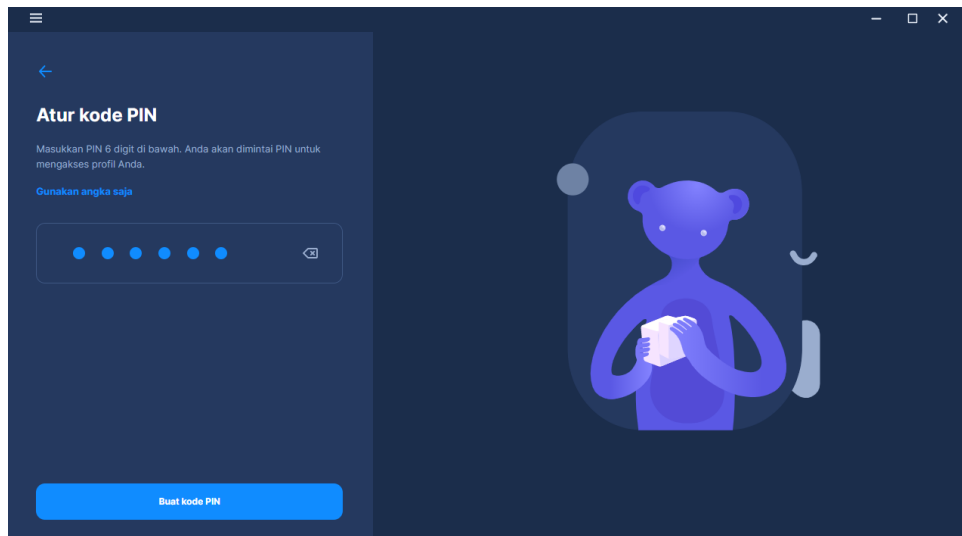 Atur kode PIN
Masukkan PIN 6 digit di bawah. Anda akan dimintai PIN untuk
mengakses profil Anda.
Gunakan angka saja
Buat kode PIN